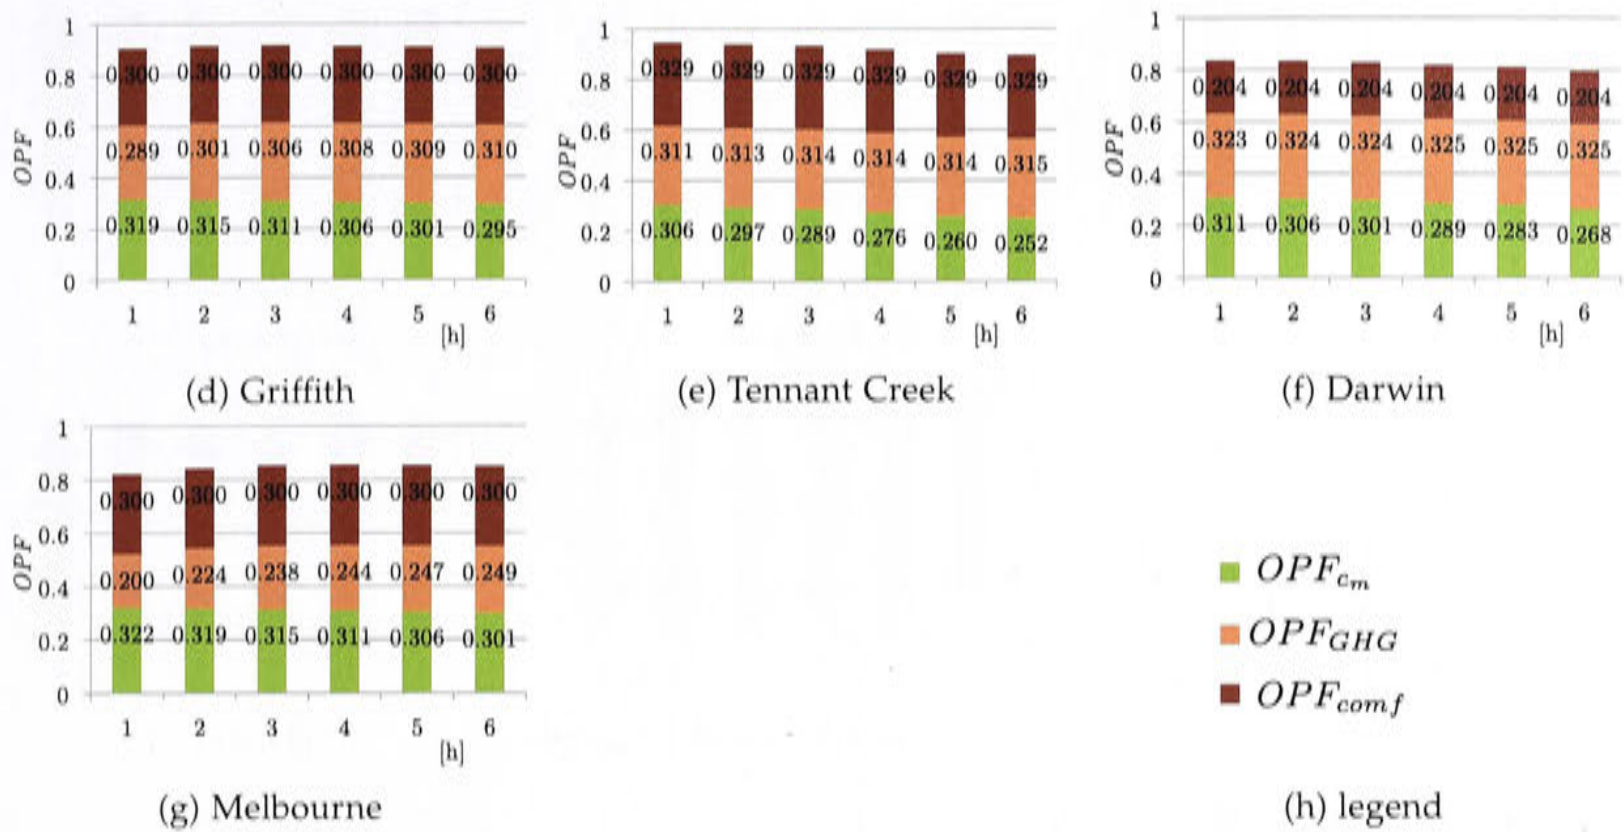 1
0.8
0.6
0.4
0.2
0
OPF
0.300 0.300 0.300 0.300 0.300 0.300
0.289 0.301 0.306 0.308 0.309 0.310
0.319 0.315 0.311 0.306 0.301 0.295
1 2 3 4 5 6
[h]
(d) Griffith
1
0.8
0.6
0.4
0.2
0
OPF
0.329 0.329 0.329 0.329 0.329 0.329
0.311 0.313 0.314 0.314 0.314 0.315
0.306 0.297 0.289 0.276 0.260 0.252
1 2 3 4 5 6
[h]
(e) Tennant Creek
1
0.8
0.6
0.4
0.2
0
OPF
0.204 0.204 0.204 0.204 0.204 0.204
0.323 0.324 0.324 0.325 0.325 0.325
0.311 0.306 0.301 0.289 0.283 0.268
1 2 3 4 5 6
[h]
(f) Darwin
1
0.8
0.6
0.4
0.2
0
OPF
0.300 0.300 0.300 0.300 0.300 0.300
0.200 0.224 0.238 0.244 0.247 0.249
0.322 0.319 0.315 0.311 0.306 0.301
1 2 3 4 5 6
[h]
(g) Melbourne
OPF_{c_m}
OPF_{GHG}
OPF_{comf}
(h) legend